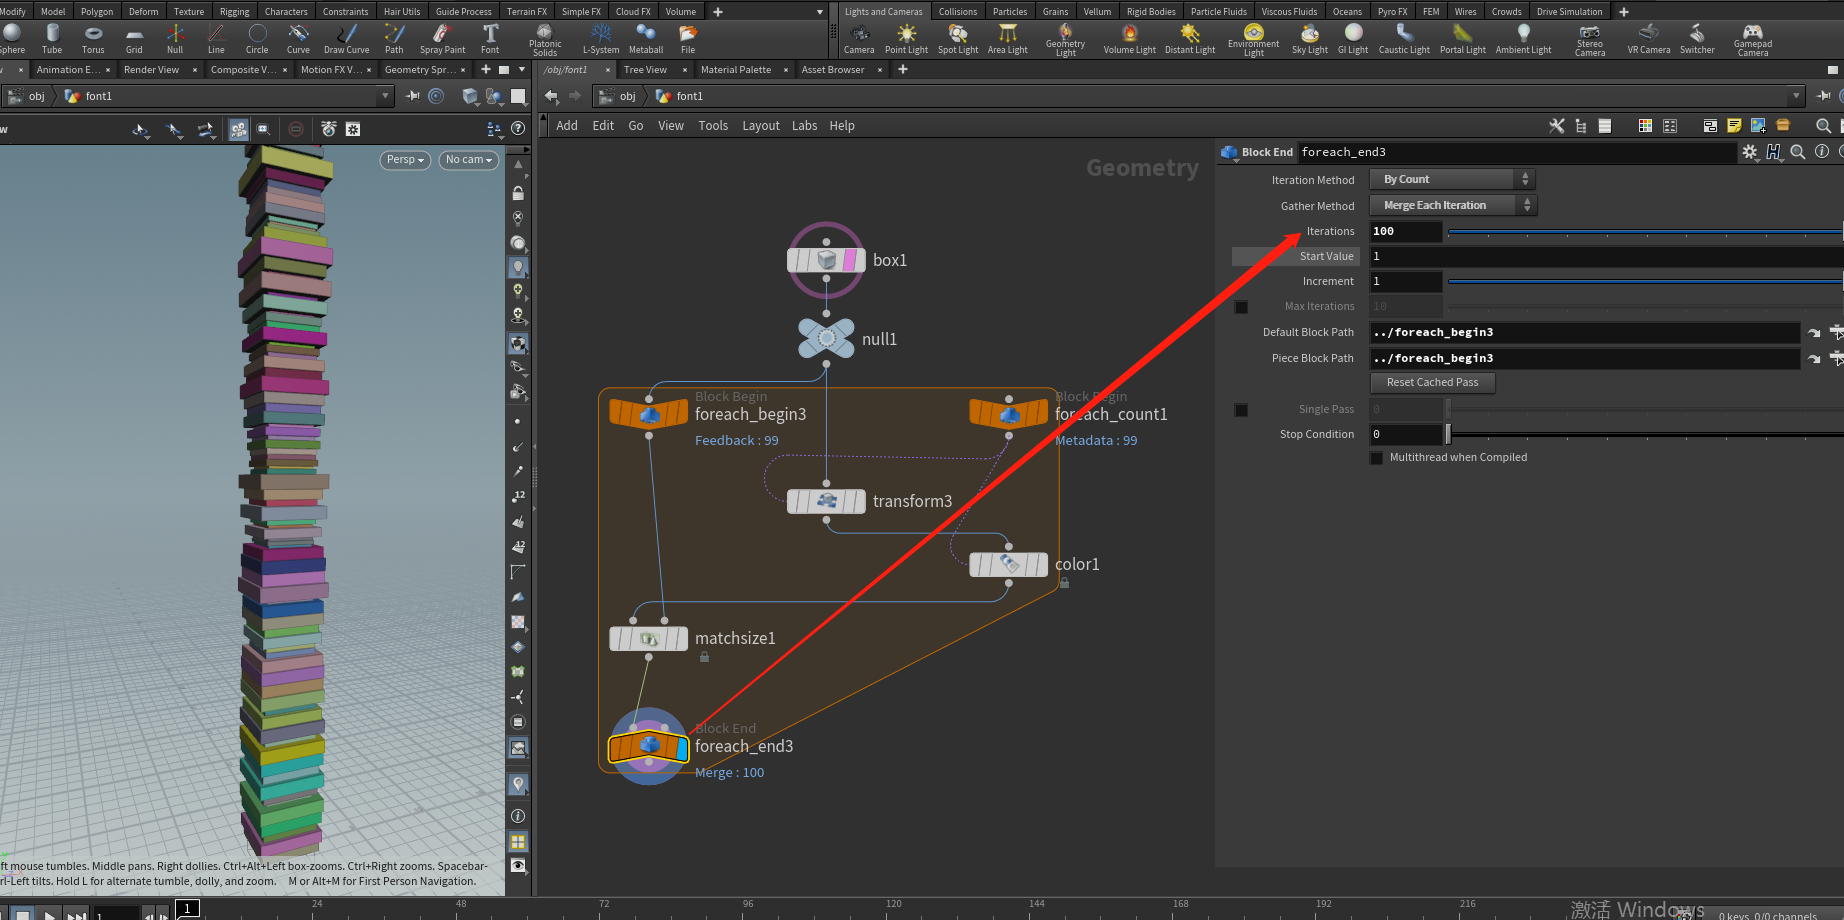 Modify Model Polygon Deform Texture Rigging Characters Constraints Hair Utils Guide Process Terrain FX Simple FX Cloud FX Volume
Lights and Cameras Collisions Particles Grains Vellum Rigid Bodies Particle Fluids Viscous Fluids Oceans Pyro FX FEM Wires Crowds Drive Simulation
Sphere Tube Torus Grid Null Line Circle Curve Draw Curve Path Spray Paint Font Platonic Solids L-System Metaball File
Camera Point Light Spot Light Area Light Geometry Light Volume Light Distant Light Environment Light Sky Light GI Light Caustic Light Portal Light Ambient Light Stereo Camera VR Camera Switcher Gamepad Camera
w Animation E... Render View Composite V... Motion FX V... Geometry Spr...
/obj/font1 Tree View Material Palette Asset Browser
obj font1
obj font1
w
Add Edit Go View Tools Layout Labs Help
Persp No cam
Geometry
Block End foreach_end3
Iteration Method By Count
Gather Method Merge Each Iteration
Iterations 100
Start Value 1
Increment 1
Max Iterations 10
Default Block Path ../foreach_begin3
Piece Block Path ../foreach_begin3
Reset Cached Pass
Single Pass 0
Stop Condition 0
Multithread when Compiled
box1
null1
Block Begin
foreach_begin3
Feedback : 99
Block Begin
foreach_count1
Metadata : 99
transform3
color1
matchsize1
Block End
foreach_end3
Merge : 100
12
12
ft mouse tumbles. Middle pans. Right dollies. Ctrl+Alt+Left box-zooms. Ctrl+Right zooms. Spacebar-
rl-Left tilts. Hold L for alternate tumble, dolly, and zoom. M or Alt+M for First Person Navigation.
1 1 24 48 72 96 120 144 168 192 216
激活 Windows
0 keys, 0/0 channels